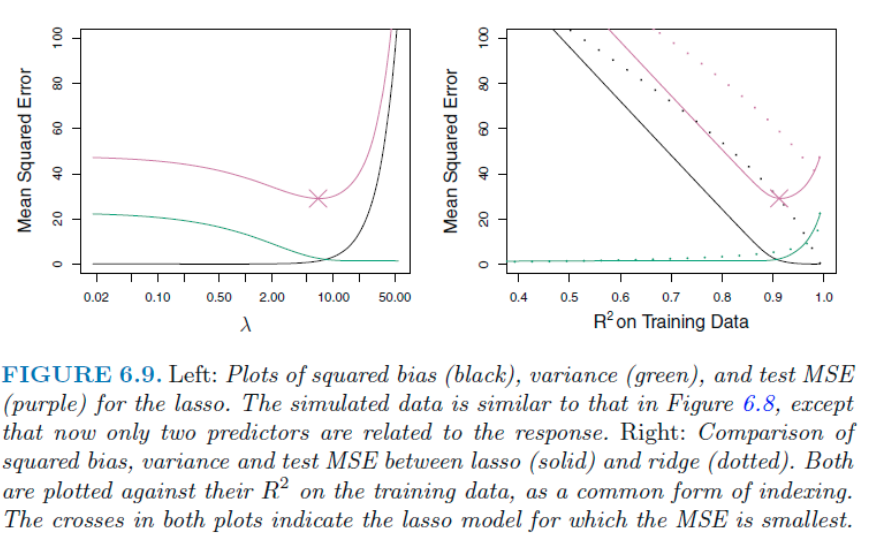 Mean Squared Error
0 20 40 60 80 100
0.02 0.10 0.50 2.00 10.00 50.00
λ
Mean Squared Error
0 20 40 60 80 100
0.4 0.5 0.6 0.7 0.8 0.9 1.0
R² on Training Data
FIGURE 6.9. Left: Plots of squared bias (black), variance (green), and test MSE
(purple) for the lasso. The simulated data is similar to that in Figure 6.8, except
that now only two predictors are related to the response. Right: Comparison of
squared bias, variance and test MSE between lasso (solid) and ridge (dotted). Both
are plotted against their R² on the training data, as a common form of indexing.
The crosses in both plots indicate the lasso model for which the MSE is smallest.